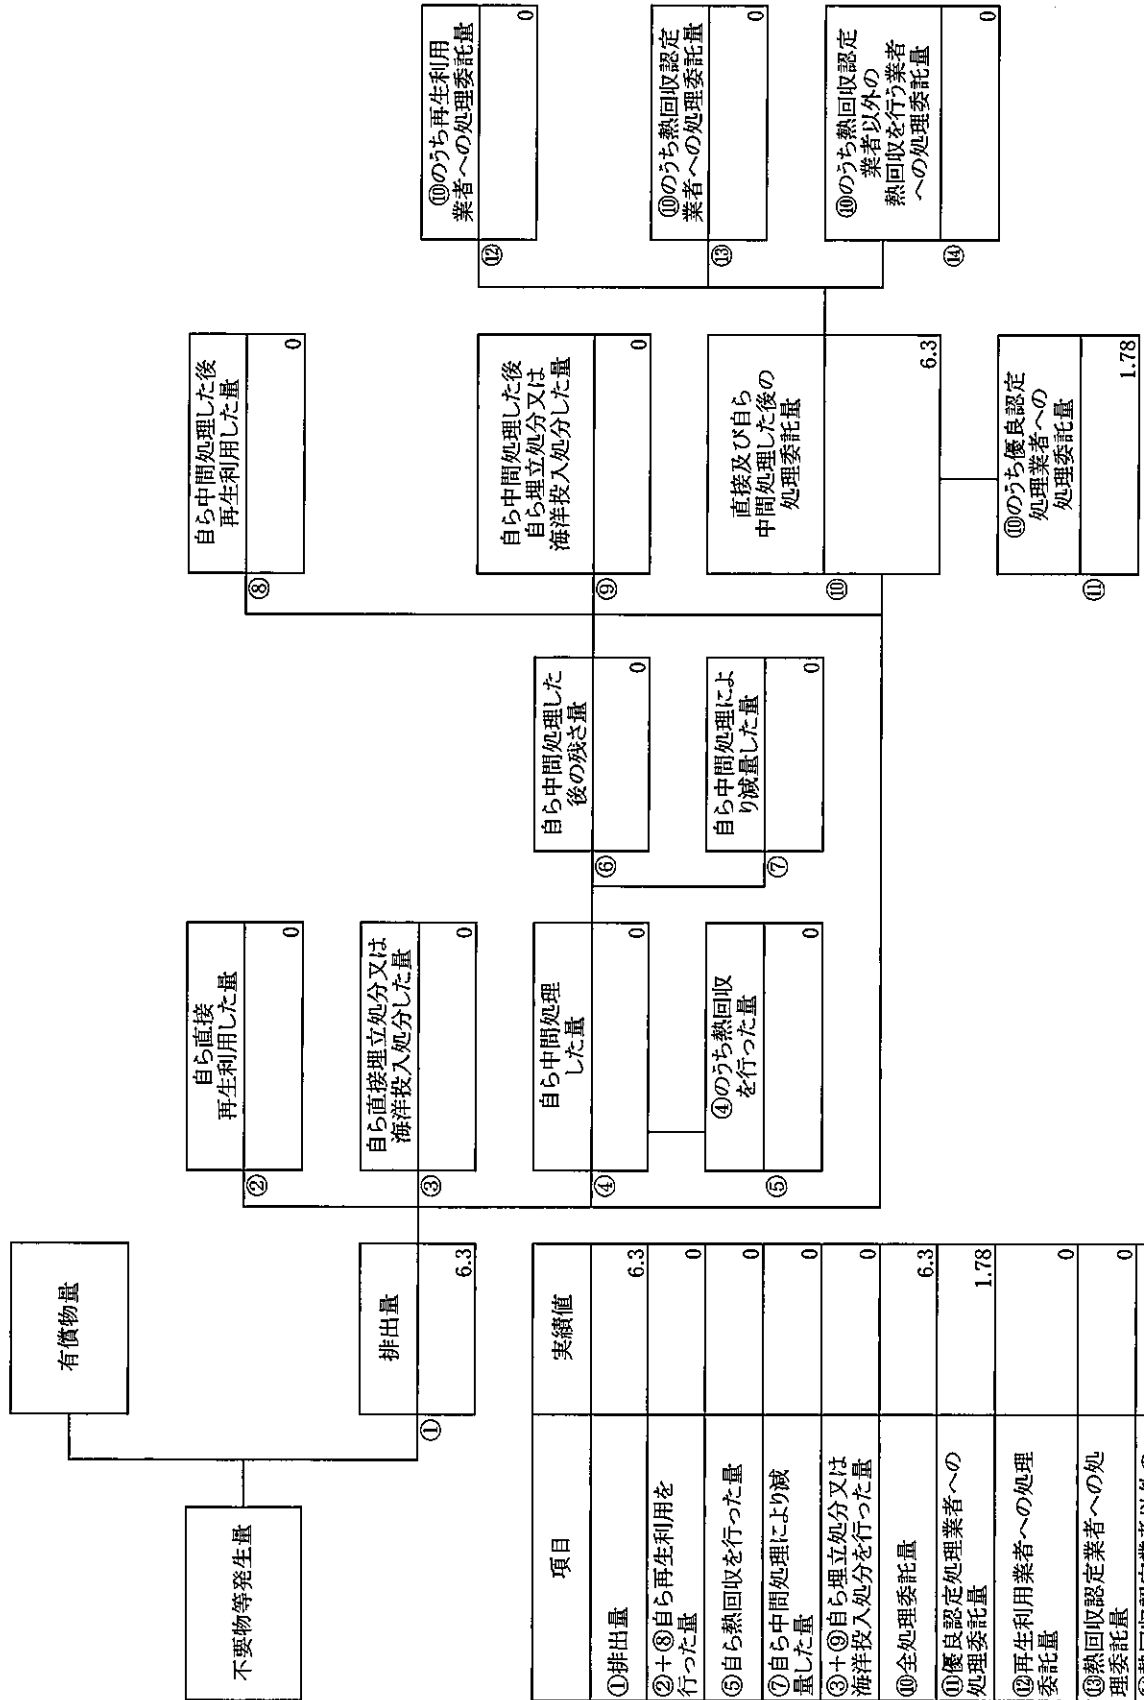 不要物等発生量
有償物量
①
排出量
6.3
②
自ら直接
再生利用した量
0
③
自ら直接埋立処分又は
海洋投入処分した量
0
④
自ら中間処理
した量
0
⑤
④のうち熱回収
を行った量
0
⑥
自ら中間処理した
後の残さ量
0
⑦
自ら中間処理によ
り減量した量
0
⑧
自ら中間処理した後
再生利用した量
0
⑨
自ら中間処理した後
自ら埋立処分又は
海洋投入処分した量
0
⑩
直接及び自ら
中間処理した後の
処理委託量
6.3
⑪
⑩のうち優良認定
処理業者への
処理委託量
1.78
⑫
⑩のうち再生利用
業者への処理委託量
0
⑬
⑩のうち熱回収認定
業者への処理委託量
0
⑭
⑩のうち熱回収認定
業者以外の
熱回収を行う業者
への処理委託量
0
項目 実績値
①排出量 6.3
②+⑧自ら再生利用を
行った量 0
⑤自ら熱回収を行った量 0
⑦自ら中間処理により減
量した量 0
③+⑨自ら埋立処分又は
海洋投入処分を行った量 0
⑩全処理委託量 6.3
⑪優良認定処理業者への
処理委託量 1.78
⑫再生利用業者への処理
委託量 0
⑬熱回収認定業者への処
理委託量 0